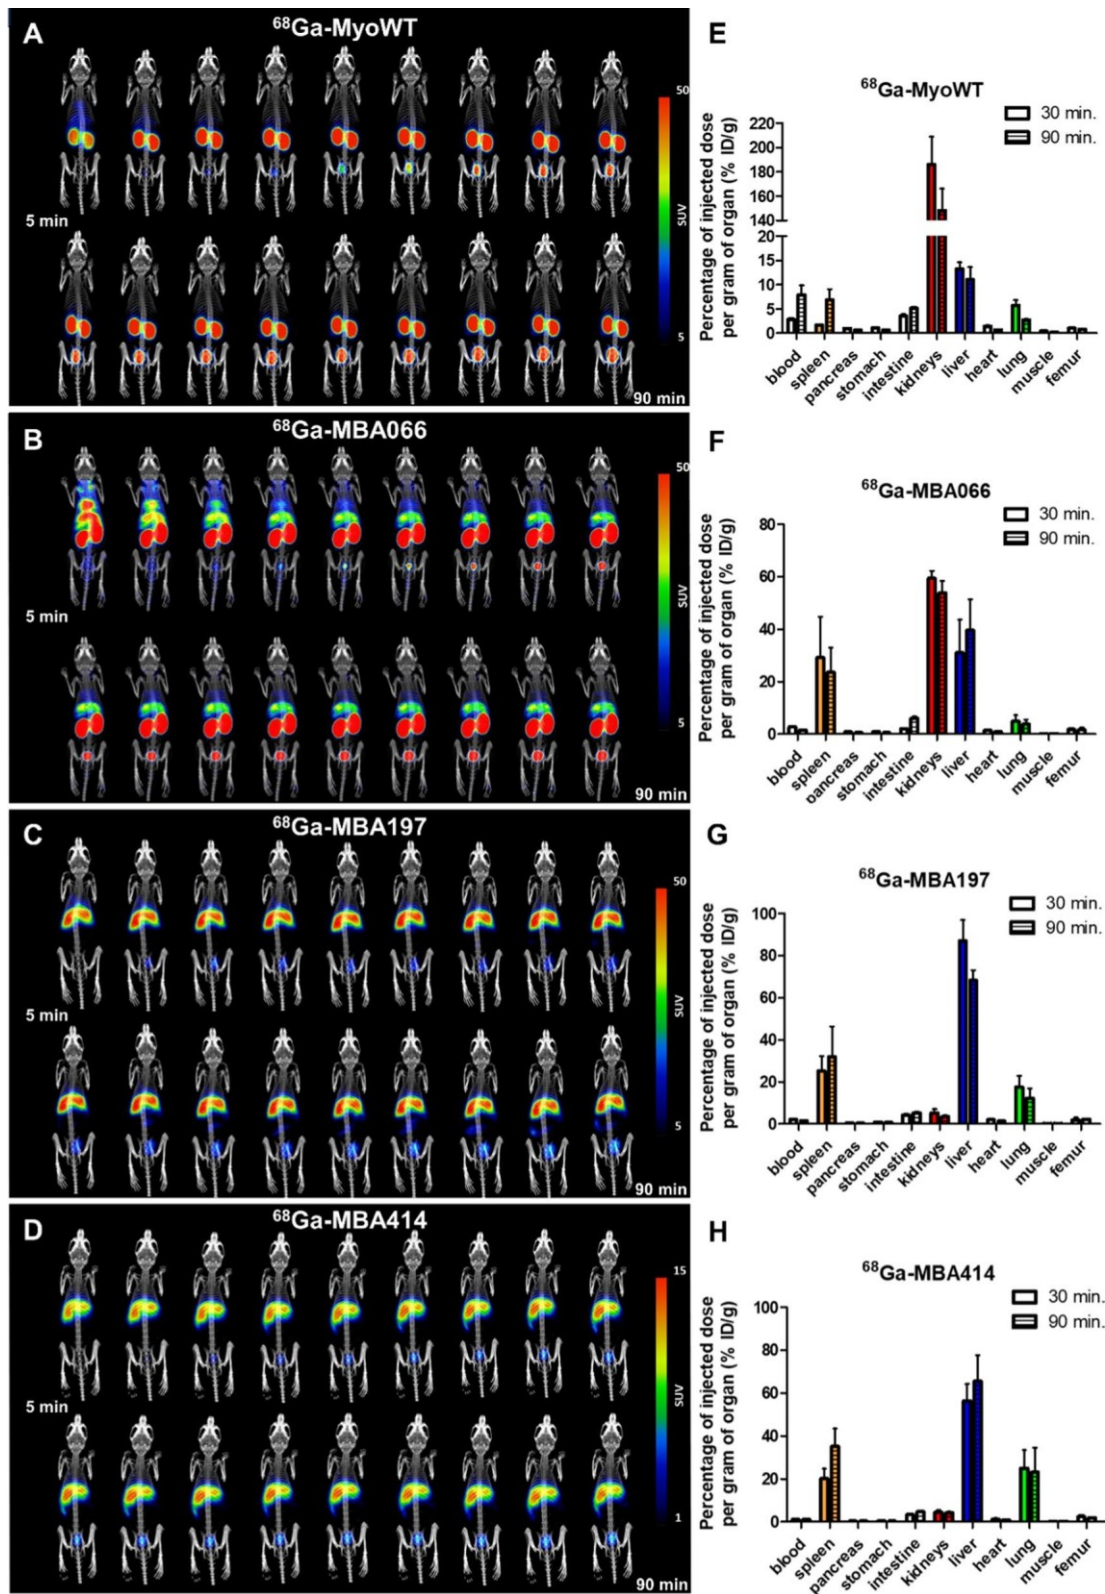 A
⁶⁸Ga-MyoWT
50
SUV
5
5 min
90 min
E
⁶⁸Ga-MyoWT
30 min.
90 min.
Percentage of injected dose
per gram of organ (% ID/g)
220
200
180
160
140
20
15
10
5
0
blood
spleen
pancreas
stomach
intestine
kidneys
liver
heart
lung
muscle
femur
B
⁶⁸Ga-MBA066
50
SUV
5
5 min
90 min
F
⁶⁸Ga-MBA066
30 min.
90 min.
Percentage of injected dose
per gram of organ (% ID/g)
80
60
40
20
0
blood
spleen
pancreas
stomach
intestine
kidneys
liver
heart
lung
muscle
femur
C
⁶⁸Ga-MBA197
50
SUV
5
5 min
90 min
G
⁶⁸Ga-MBA197
30 min.
90 min.
Percentage of injected dose
per gram of organ (% ID/g)
100
80
60
40
20
0
blood
spleen
pancreas
stomach
intestine
kidneys
liver
heart
lung
muscle
femur
D
⁶⁸Ga-MBA414
15
SUV
1
5 min
90 min
H
⁶⁸Ga-MBA414
30 min.
90 min.
Percentage of injected dose
per gram of organ (% ID/g)
100
80
60
40
20
0
blood
spleen
pancreas
stomach
intestine
kidneys
liver
heart
lung
muscle
femur